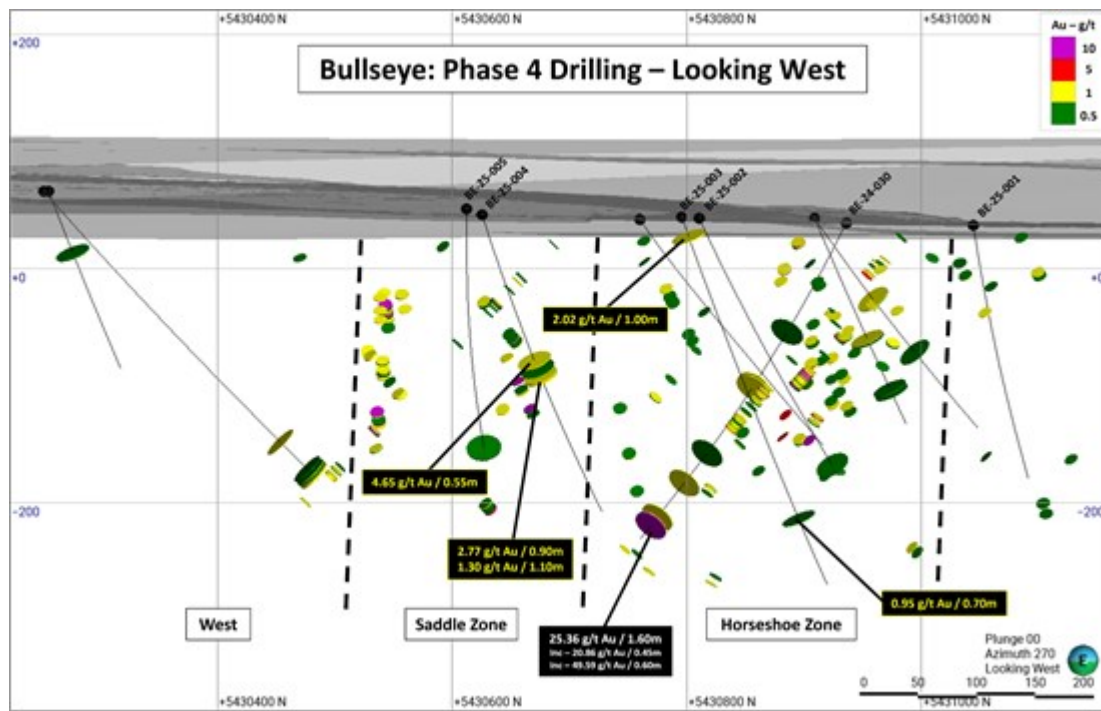 +5430400 N
+5430600 N
+5430800 N
+5431000 N
Au – g/t
10
5
1
0.5
+200
Bullseye: Phase 4 Drilling – Looking West
BE-25-005
BE-25-004
BE-25-003
BE-25-002
BE-24-030
BE-25-001
+0
+0
2.02 g/t Au / 1.00m
4.65 g/t Au / 0.55m
-200
-200
2.77 g/t Au / 0.90m
1.30 g/t Au / 1.10m
0.95 g/t Au / 0.70m
West
Saddle Zone
Horseshoe Zone
25.36 g/t Au / 1.60m
Inc – 20.86 g/t Au / 0.45m
Inc – 49.59 g/t Au / 0.60m
Plunge 00
Azimuth 270
Looking West
E
0 50 100 150 200
+5430400 N
+5430600 N
+5430800 N
+5431000 N